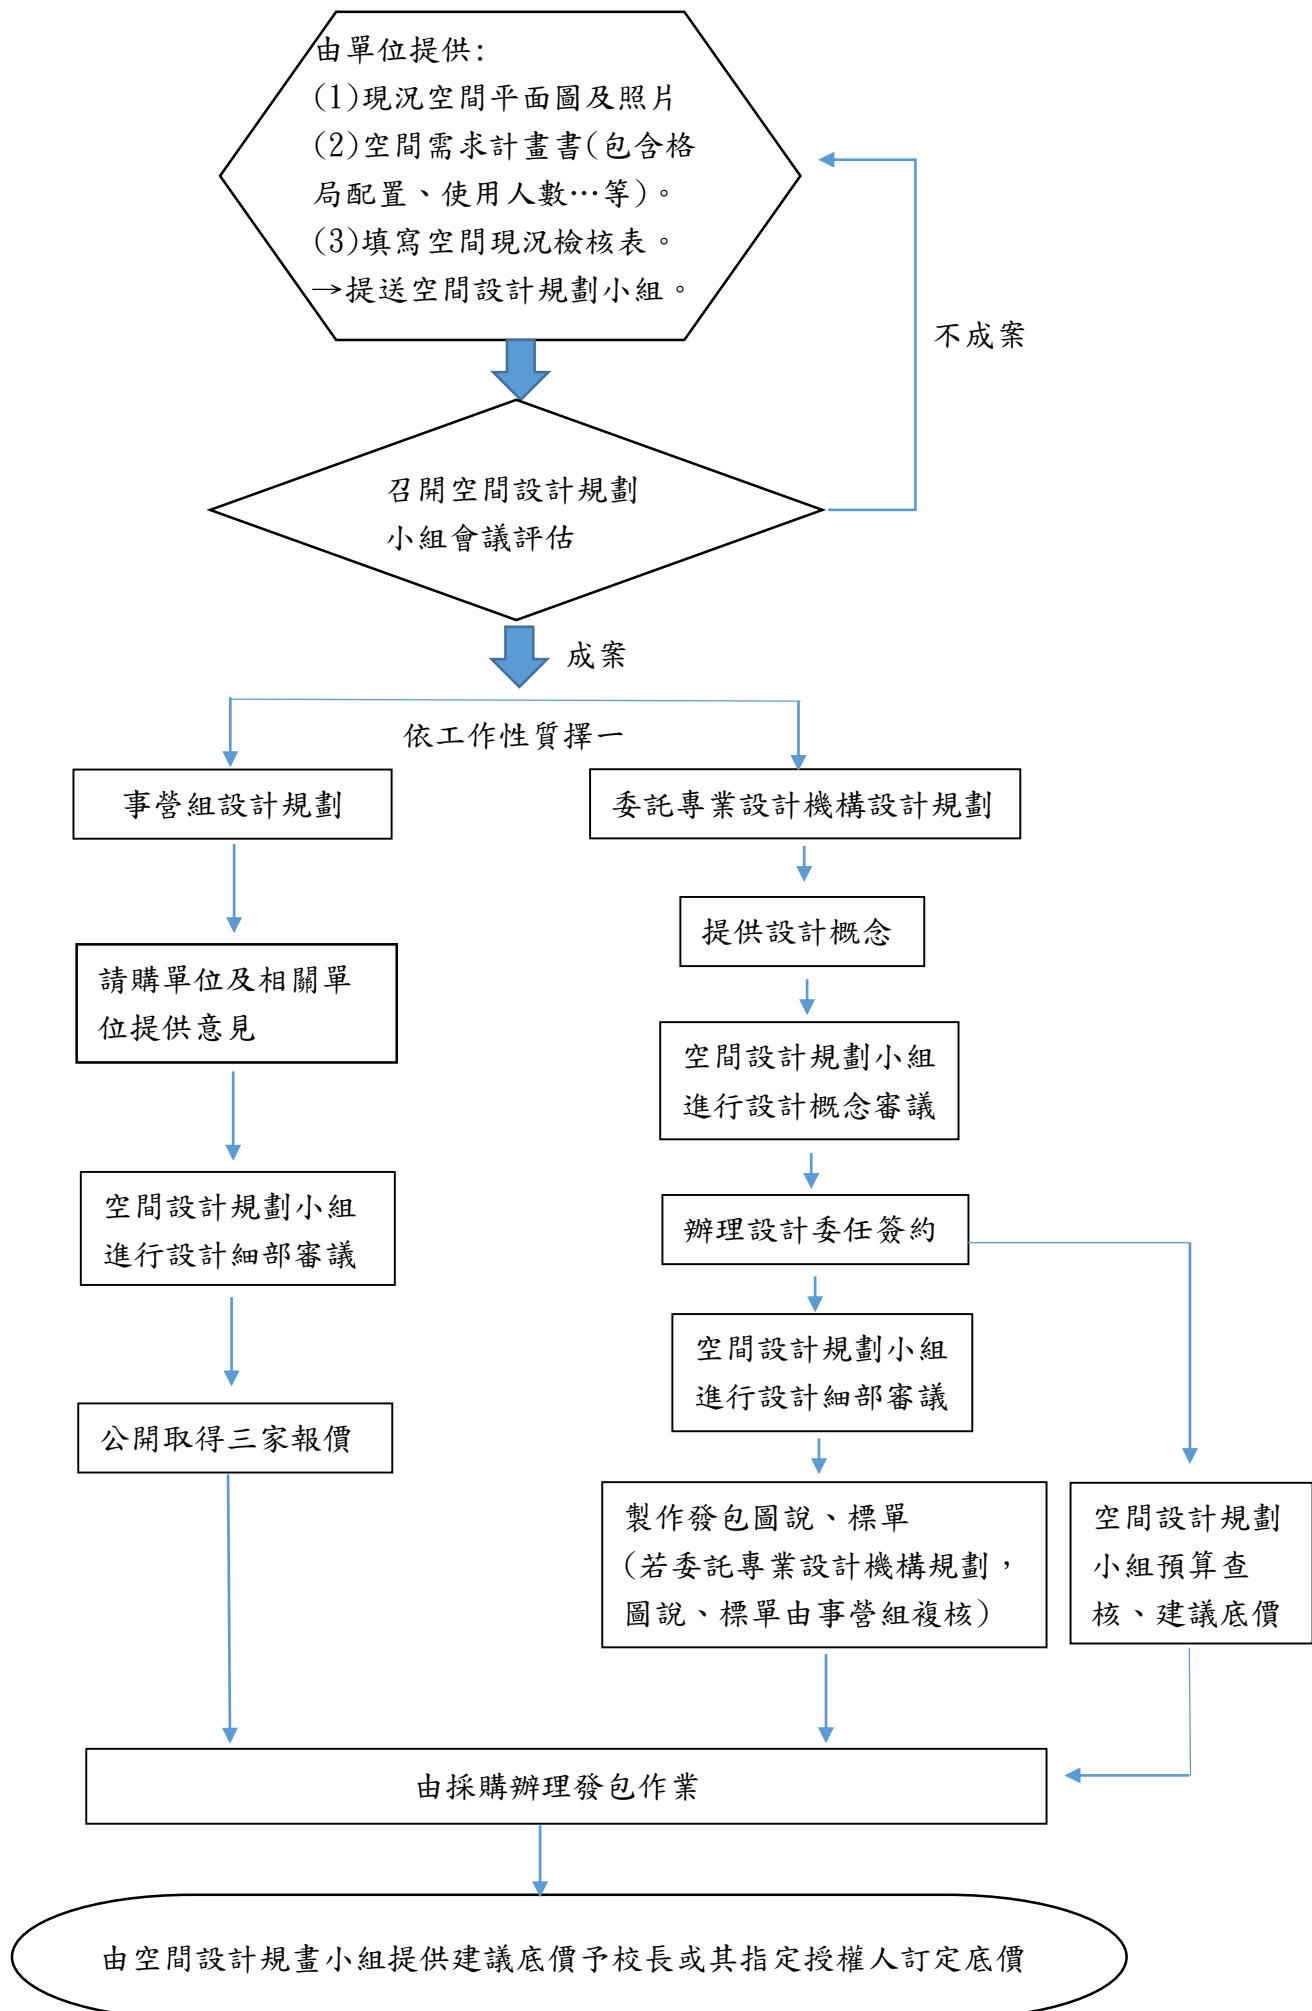 由單位提供:
(1)現況空間平面圖及照片
(2)空間需求計畫書(包含格
局配置、使用人數…等)。
(3)填寫空間現況檢核表。
→提送空間設計規劃小組。
不成案
召開空間設計規劃
小組會議評估
成案
依工作性質擇一
事營組設計規劃
委託專業設計機構設計規劃
提供設計概念
請購單位及相關單
位提供意見
空間設計規劃小組
進行設計概念審議
空間設計規劃小組
進行設計細部審議
辦理設計委任簽約
空間設計規劃小組
進行設計細部審議
公開取得三家報價
製作發包圖說、標單
(若委託專業設計機構規劃，
圖說、標單由事營組複核)
空間設計規劃
小組預算查
核、建議底價
由採購辦理發包作業
由空間設計規畫小組提供建議底價予校長或其指定授權人訂定底價